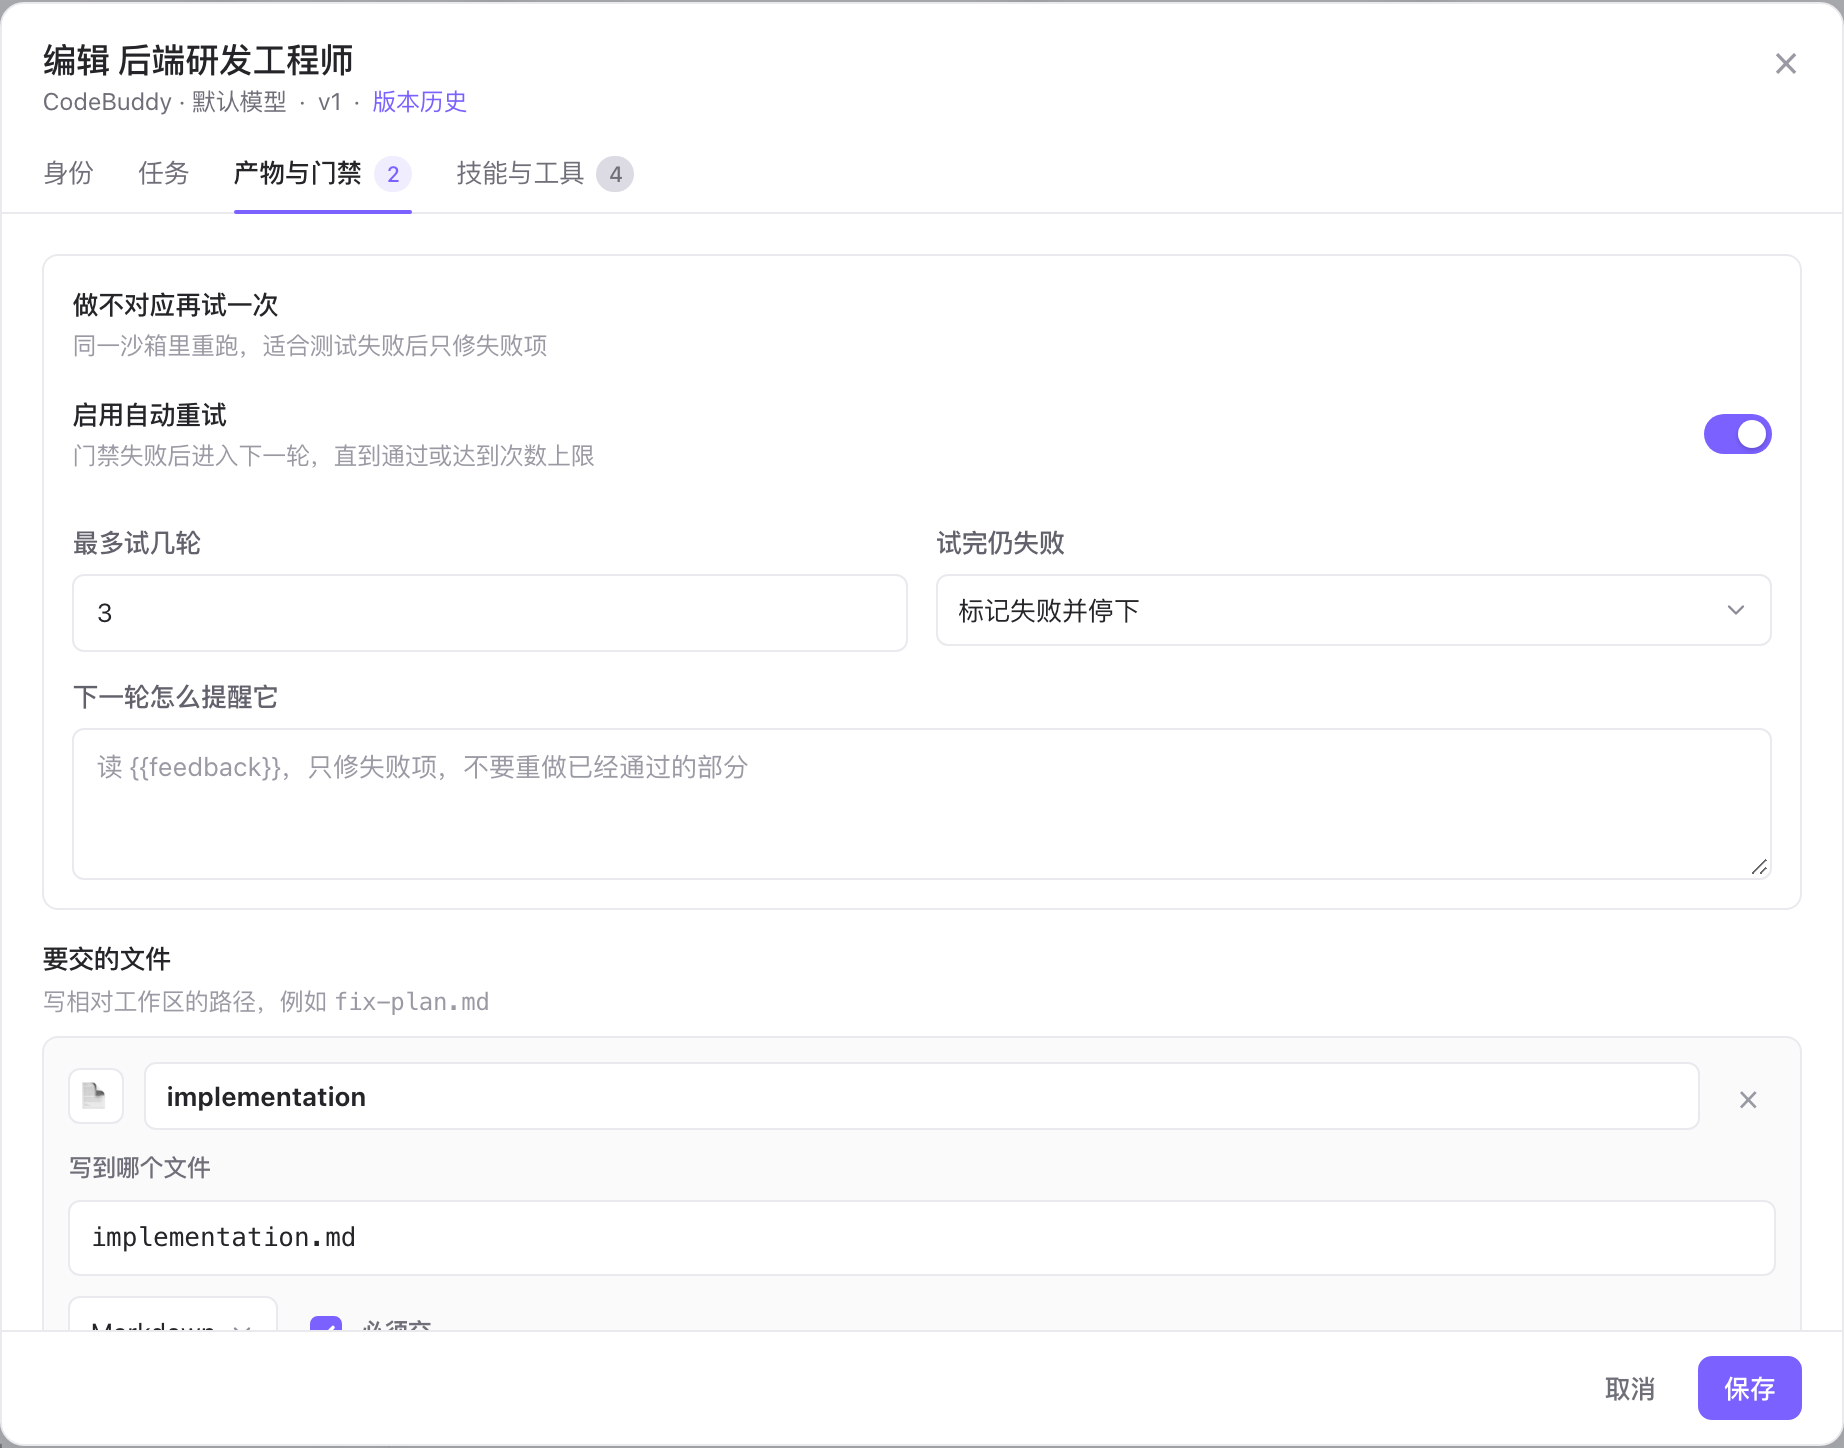 编辑 后端研发工程师
CodeBuddy · 默认模型 · v1 · 版本历史
身份 任务 产物与门禁 2 技能与工具 4
做不对应再试一次
同一沙箱里重跑，适合测试失败后只修失败项
启用自动重试
门禁失败后进入下一轮，直到通过或达到次数上限
最多试几轮 试完仍失败
3 标记失败并停下
下一轮怎么提醒它
读 {{feedback}}，只修失败项，不要重做已经通过的部分
要交的文件
写相对工作区的路径，例如 fix-plan.md
implementation
写到哪个文件
implementation.md
Markdown 必须交
取消 保存